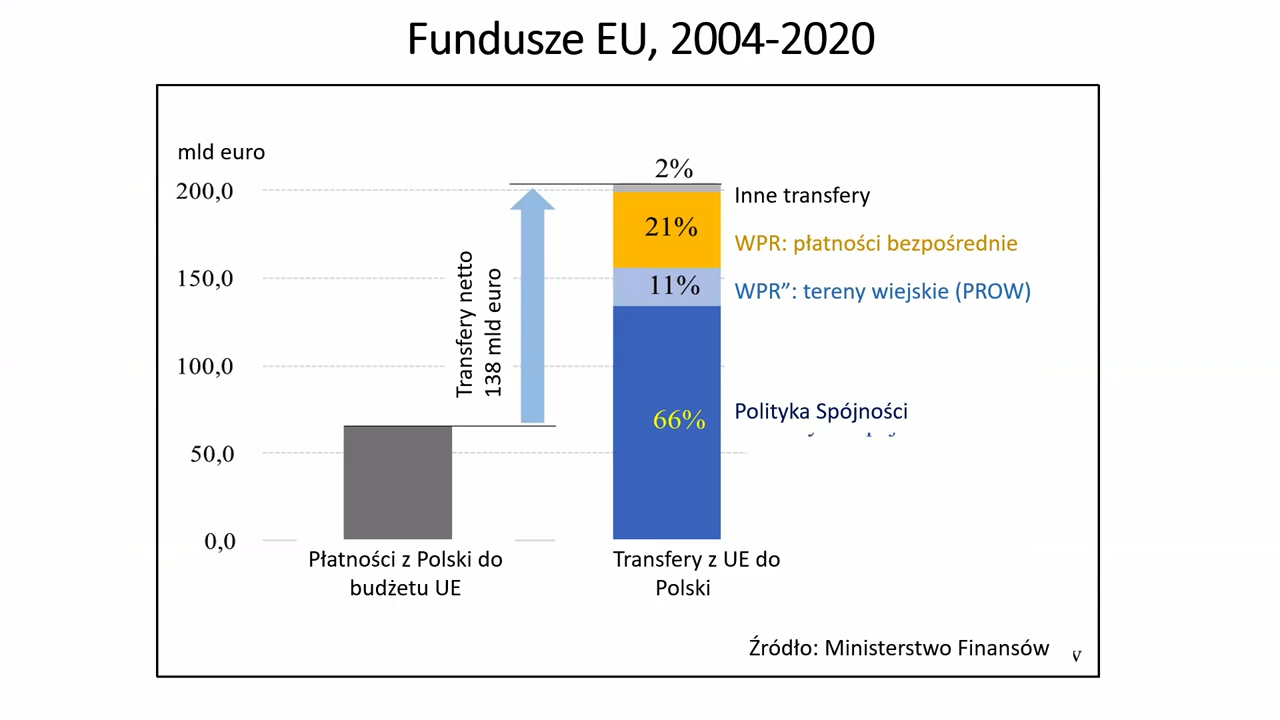 Fundusze EU, 2004-2020
mld euro
200,0
150,0
100,0
50,0
0,0
Transfery netto
138 mld euro
2%
21%
11%
66%
Inne transfery
WPR: płatności bezpośrednie
WPR”: tereny wiejskie (PROW)
Polityka Spójności
Płatności z Polski do
budżetu UE
Transfery z UE do
Polski
Źródło: Ministerstwo Finansów